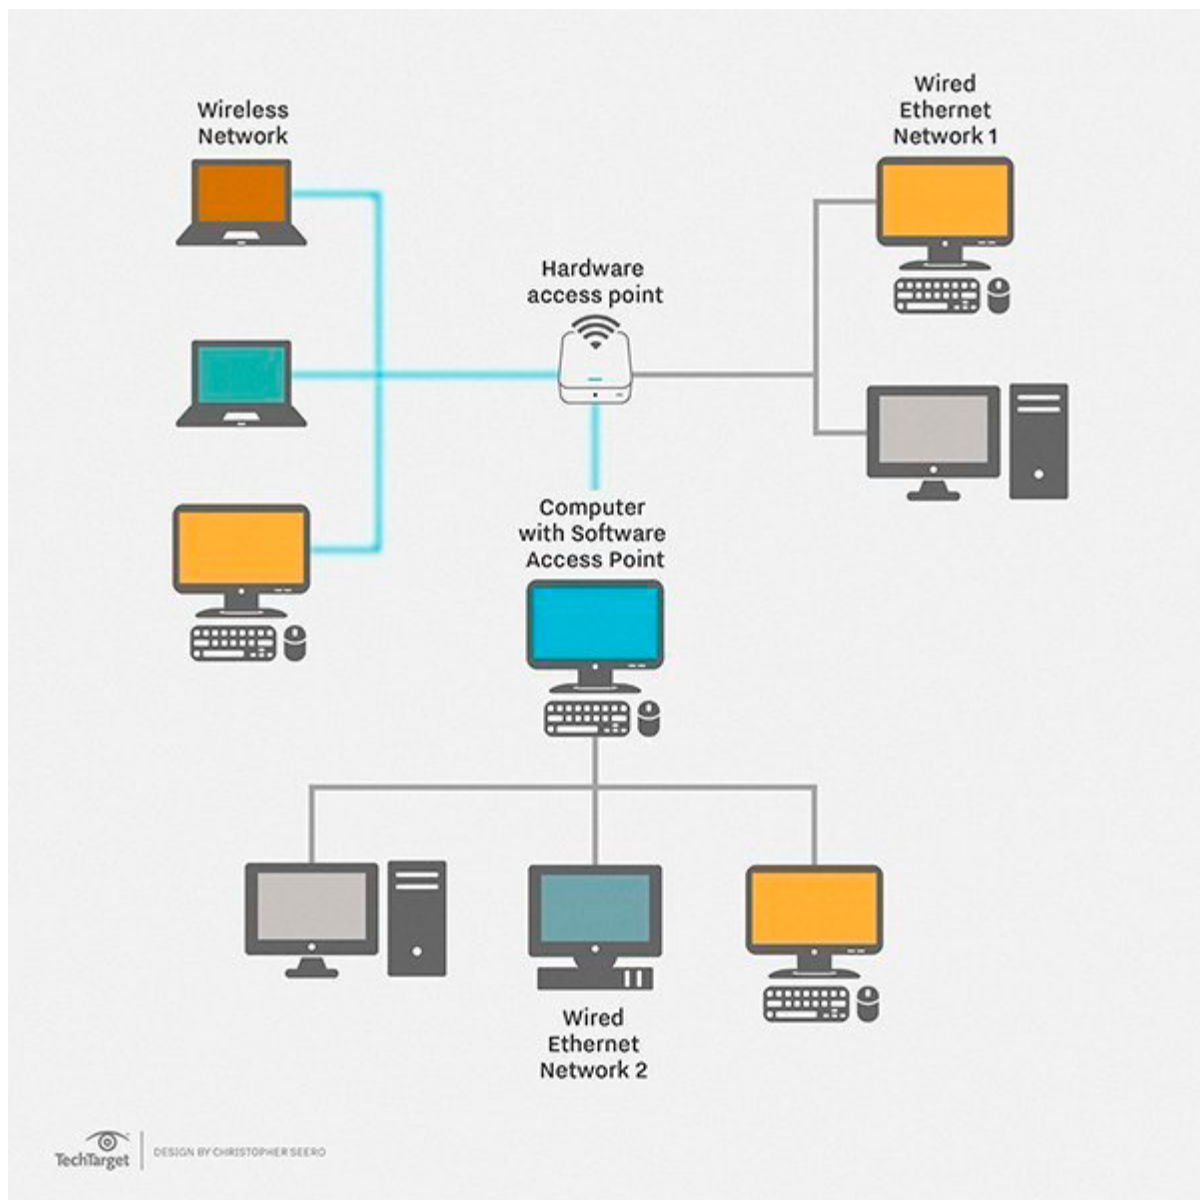 Wireless
Network
Wired
Ethernet
Network 1
Hardware
access point
Computer
with Software
Access Point
Wired
Ethernet
Network 2
TechTarget
DESIGN BY CHRISTOPHER SEERO